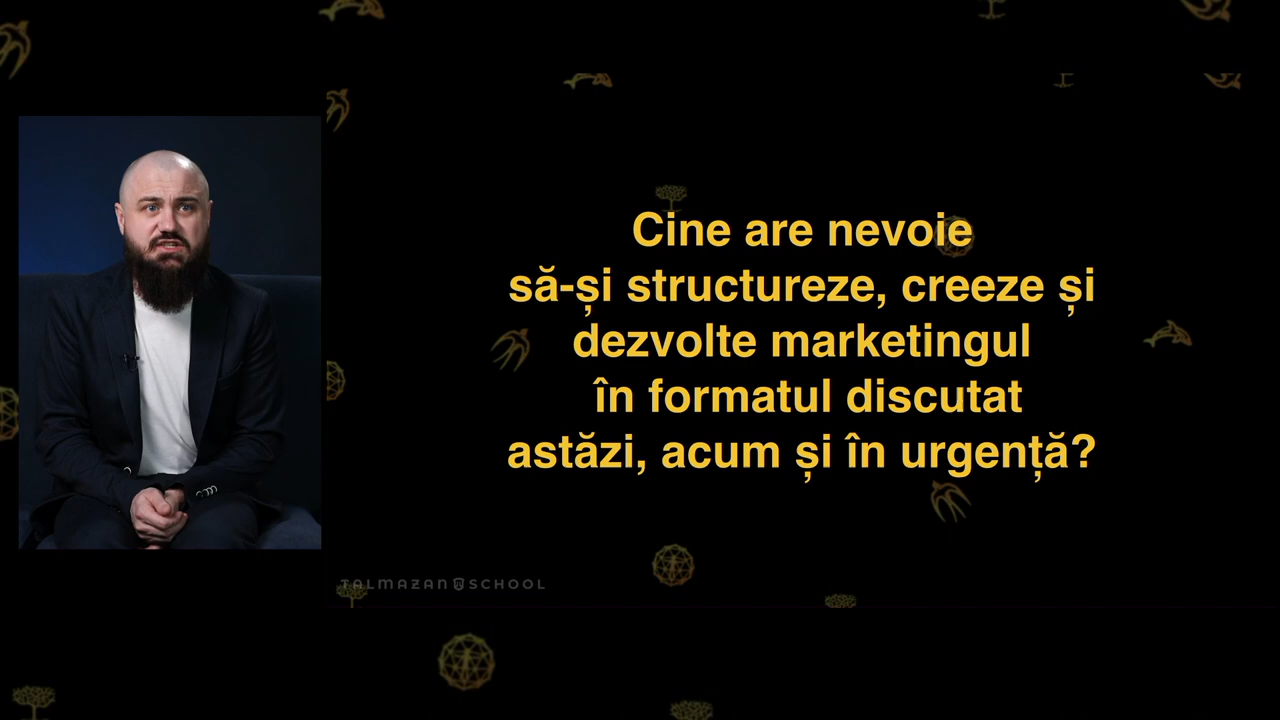 Cine are nevoie
să-și structureze, creeze și
dezvolte marketingul
în formatul discutat
astăzi, acum și în urgență?
TALMAZAN SCHOOL